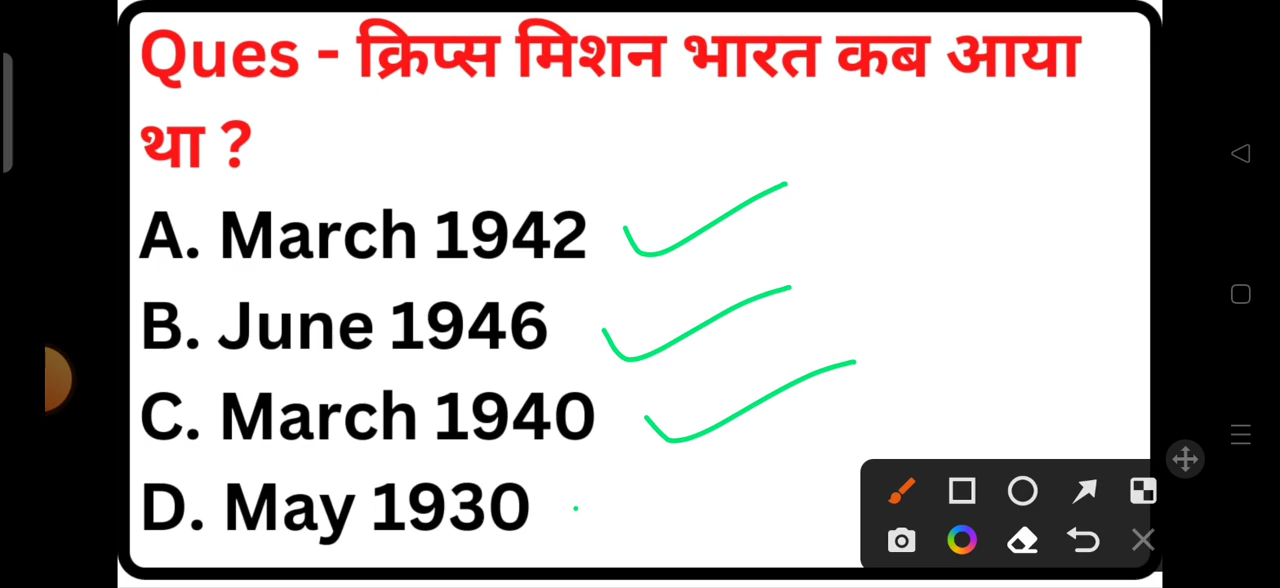 Ques - क्रिप्स मिशन भारत कब आया
था ?
A. March 1942
B. June 1946
C. March 1940
D. May 1930